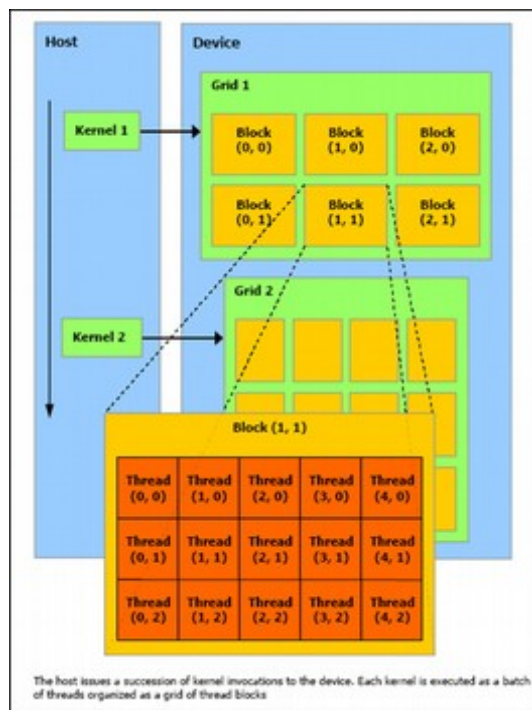 Host
Device
Grid 1
Kernel 1
Block
(0, 0)
Block
(1, 0)
Block
(2, 0)
Block
(0, 1)
Block
(1, 1)
Block
(2, 1)
Grid 2
Kernel 2
Block (1, 1)
Thread
(0, 0)
Thread
(1, 0)
Thread
(2, 0)
Thread
(3, 0)
Thread
(4, 0)
Thread
(0, 1)
Thread
(1, 1)
Thread
(2, 1)
Thread
(3, 1)
Thread
(4, 1)
Thread
(0, 2)
Thread
(1, 2)
Thread
(2, 2)
Thread
(3, 2)
Thread
(4, 2)
The host issues a succession of kernel invocations to the device. Each kernel is executed as a batch
of threads organized as a grid of thread blocks